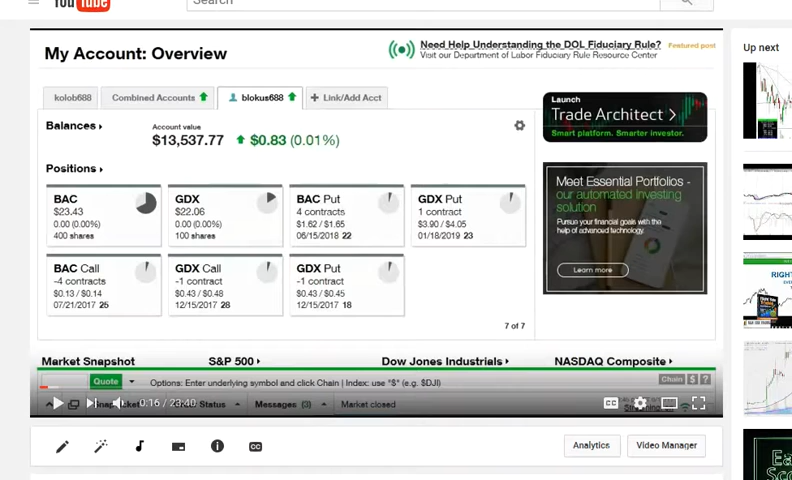 YouTube
Search
Up next
My Account: Overview
Need Help Understanding the DOL Fiduciary Rule?
Featured post
Visit our Department of Labor Fiduciary Rule Resource Center
kolob688
Combined Accounts
blokus688
+ Link/Add Acct
Balances
Account value
$13,537.77 $0.83 (0.01%)
Launch
Trade Architect >
Smart platform. Smarter investor.
Positions
BAC
$23.43
0.00 (0.00%)
400 shares
GDX
$22.06
0.00 (0.00%)
100 shares
BAC Put
4 contracts
$1.62 / $1.65
06/15/2018 22
GDX Put
1 contract
$3.90 / $4.05
01/18/2019 23
BAC Call
-4 contracts
$0.13 / $0.14
07/21/2017 25
GDX Call
-1 contract
$0.43 / $0.48
12/15/2017 28
GDX Put
-1 contract
$0.43 / $0.45
12/15/2017 18
Meet Essential Portfolios -
our automated investing
solution
Pursue your financial goals with the
help of advanced technology.
Learn more
7 of 7
Market Snapshot
S&P 500
Dow Jones Industrials
NASDAQ Composite
Quote
Options: Enter underlying symbol and click Chain | Index: use "$" (e.g. $DJI)
Chain $ ?
0:16 / 23:40
Status
Messages (3)
Market closed
CC
Analytics
Video Manager
RIGHT